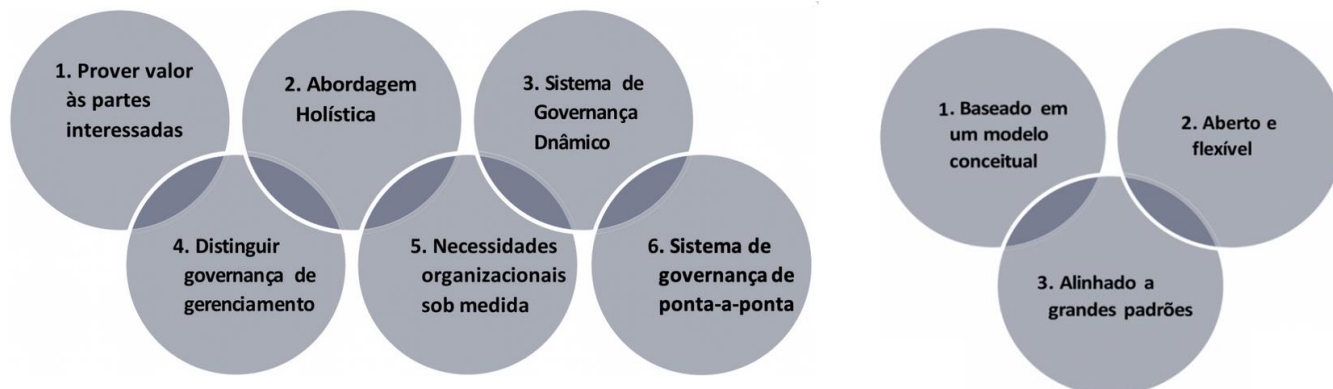 1. Prover valor
às partes
interessadas
2. Abordagem
Holística
3. Sistema de
Governança
Dnâmico
4. Distinguir
governança de
gerenciamento
5. Necessidades
organizacionais
sob medida
6. Sistema de
governança de
ponta-a-ponta
1. Baseado em
um modelo
conceitual
2. Aberto e
flexível
3. Alinhado a
grandes padrões